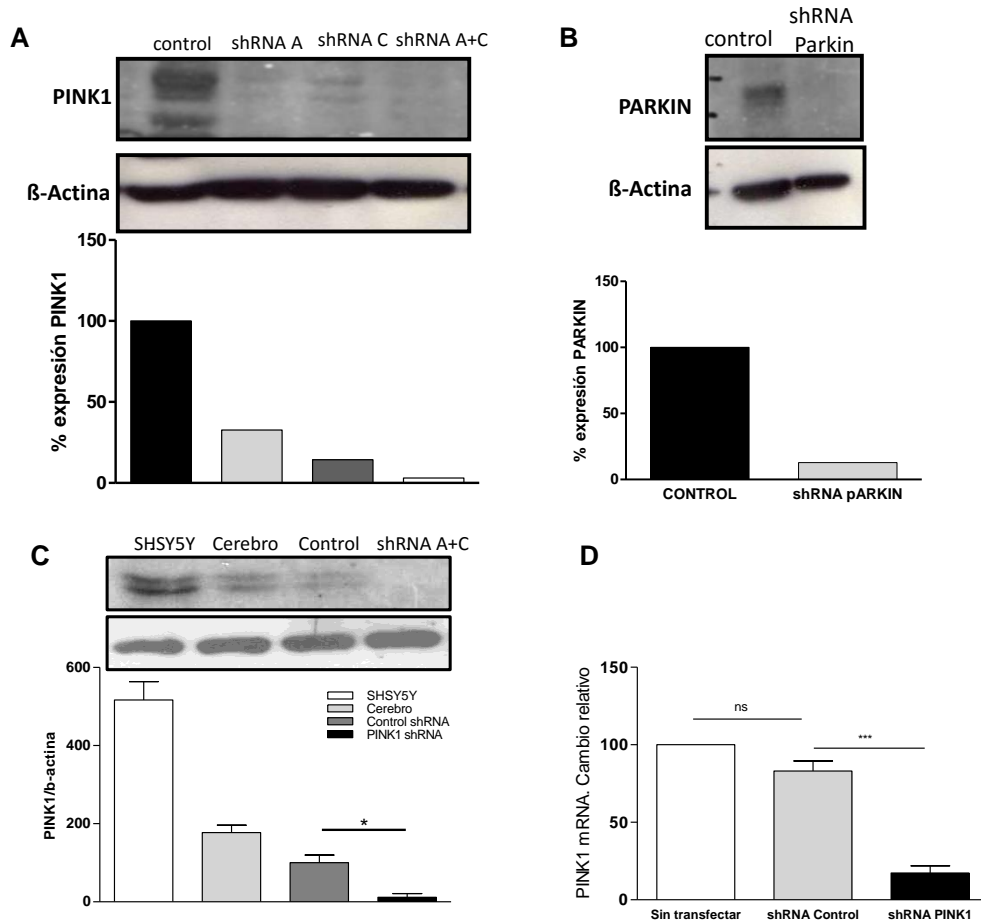 A
control shRNA A shRNA C shRNA A+C
PINK1
ß-Actina
150
100
50
0
% expresión PINK1
B
control
shRNA
Parkin
PARKIN
ß-Actina
150
100
50
0
% expresión PARKIN
CONTROL shRNA pARKIN
C
SHSY5Y Cerebro Control shRNA A+C
600
400
200
0
PINK1/b-actina
SHSY5Y
Cerebro
Control shRNA
PINK1 shRNA
*
D
150
100
50
0
PINK1 mRNA. Cambio relativo
ns
***
Sin transfectar shRNA Control shRNA PINK1